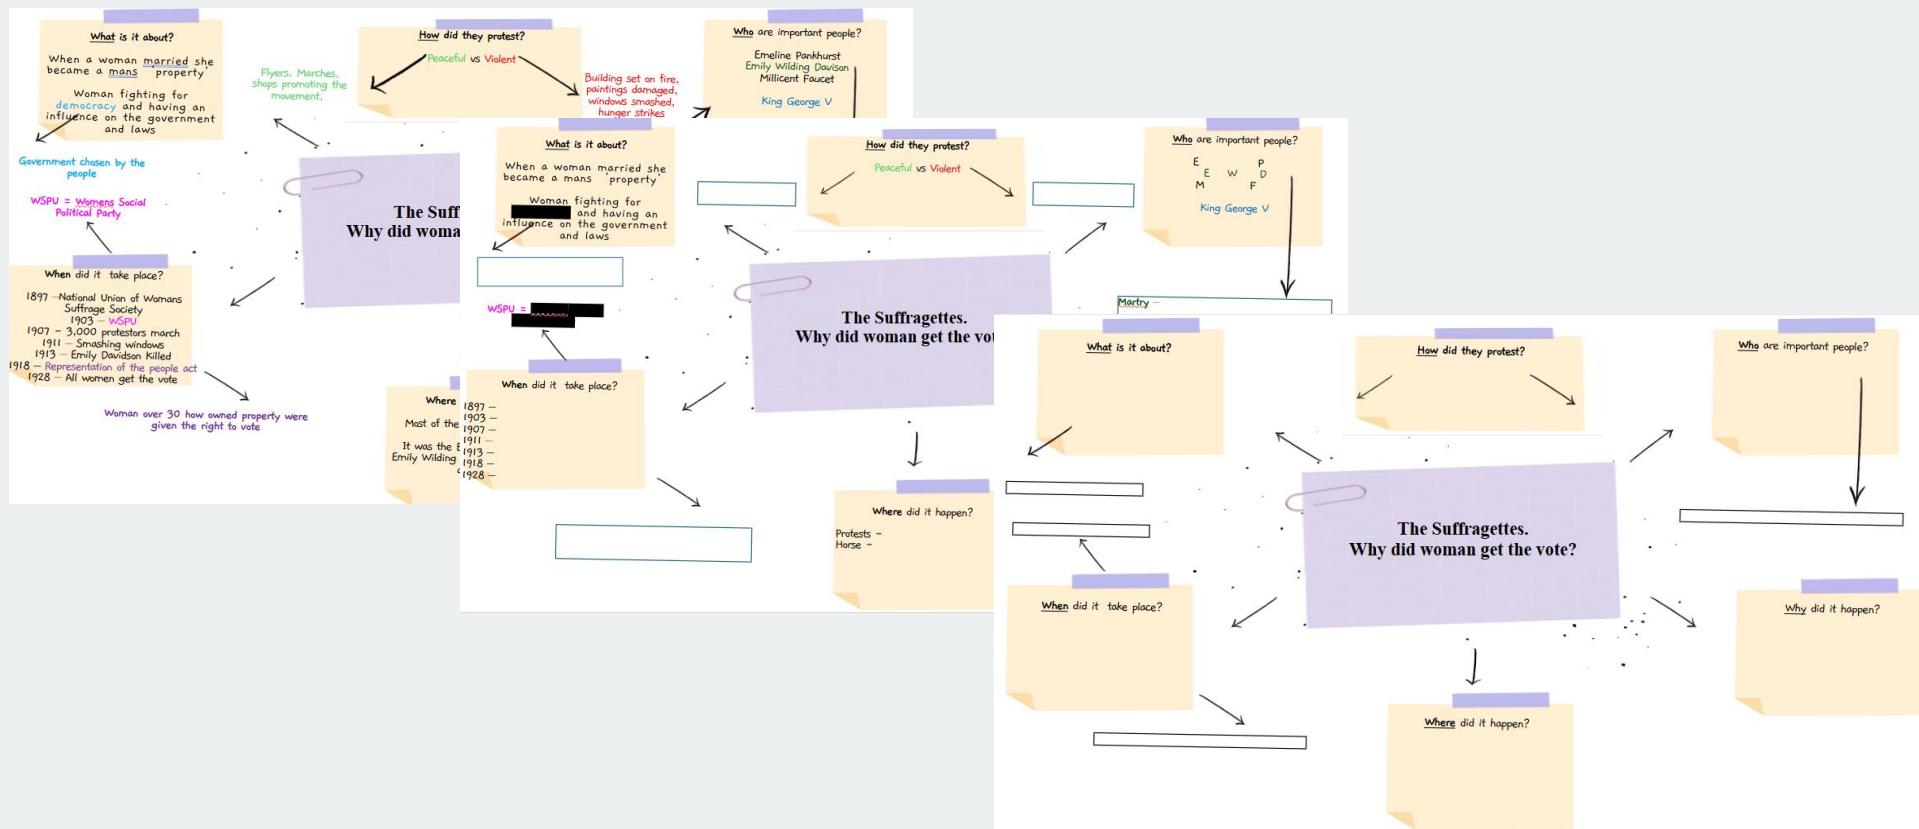 What is it about?
When a woman married she
became a mans 'property'
Woman fighting for
democracy and having an
influence on the government
and laws
Government chosen by the
people
WSPU = Womens Social
Political Party
When did it take place?
1897 –National Union of Womans
Suffrage Society
1903 – WSPU
1907 – 3,000 protestors march
1911 – Smashing windows
1913 – Emily Davidson Killed
1918 – Representation of the people act
1928 – All women get the vote
Woman over 30 how owned property were
given the right to vote
How did they protest?
Peaceful vs Violent
Flyers, Marches,
shops promoting the
movement,
Building set on fire,
paintings damaged,
windows smashed,
hunger strikes
Who are important people?
Emeline Pankhurst
Emily Wilding Davison
Millicent Faucet
King George V
The Suff
Why did woma
Where
Most of the
It was the E
Emily Wilding
What is it about?
When a woman married she
became a mans 'property'
Woman fighting for
and having an
influence on the government
and laws
WSPU =
When did it take place?
1897 –
1903 –
1907 –
1911 –
1913 –
1918 –
1928 –
How did they protest?
Peaceful vs Violent
Who are important people?
E P
E W D
M F
King George V
Martry –
The Suffragettes.
Why did woman get the vot
Where did it happen?
Protests –
Horse –
What is it about?
How did they protest?
Who are important people?
The Suffragettes.
Why did woman get the vote?
When did it take place?
Why did it happen?
Where did it happen?